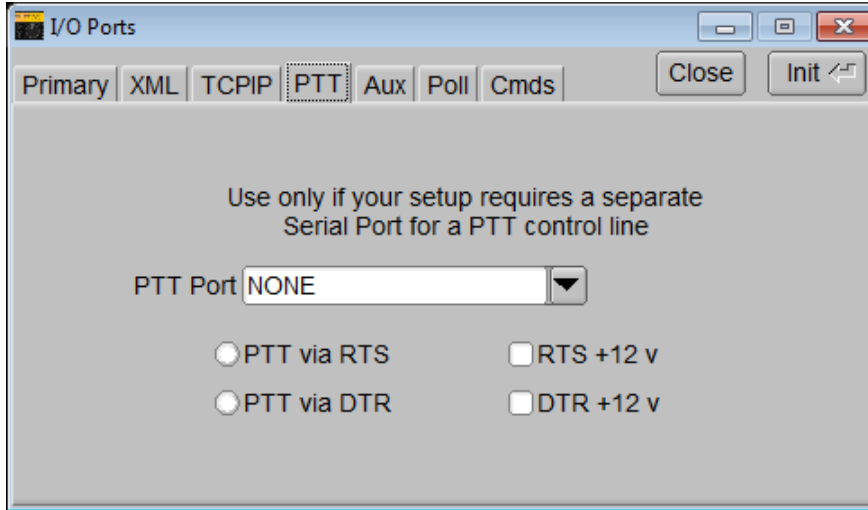 I/O Ports
Primary XML TCPIP PTT Aux Poll Cmds Close Init
Use only if your setup requires a separate
Serial Port for a PTT control line
PTT Port NONE
PTT via RTS RTS +12 v
PTT via DTR DTR +12 v